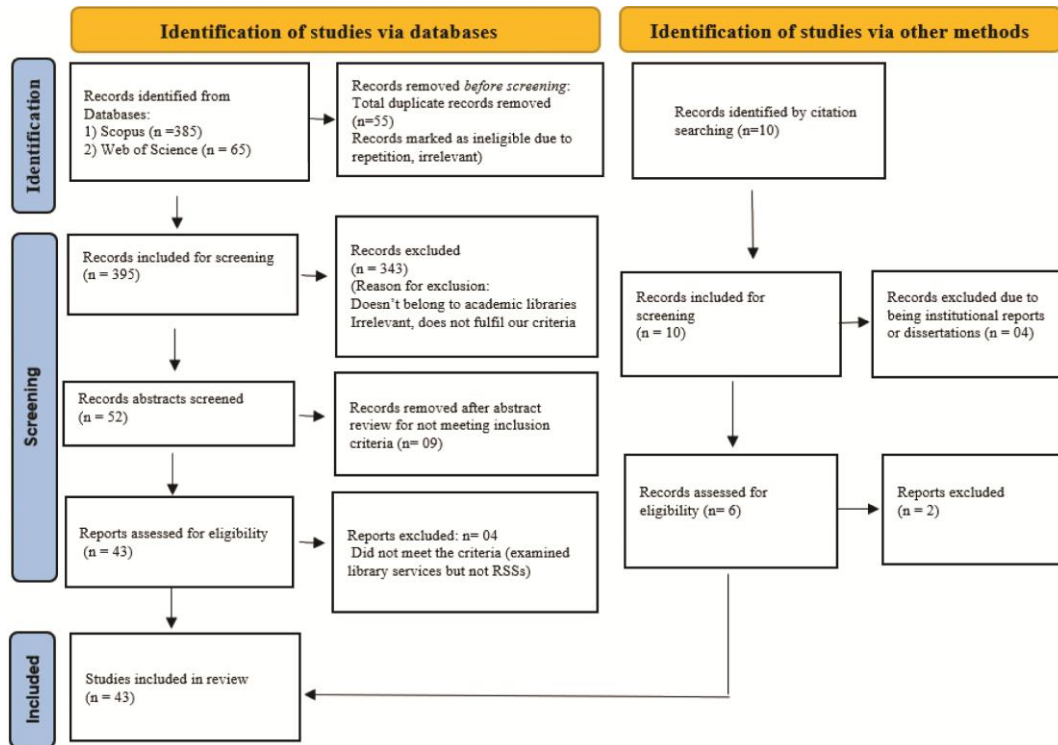 Identification of studies via databases
Identification of studies via other methods
Identification
Records identified from
Databases:
1) Scopus (n =385)
2) Web of Science (n = 65)
Records removed before screening:
Total duplicate records removed
(n=55)
Records marked as ineligible due to
repetition, irrelevant)
Records identified by citation
searching (n=10)
Screening
Records included for screening
(n = 395)
Records excluded
(n = 343)
(Reason for exclusion:
Doesn’t belong to academic libraries
Irrelevant, does not fulfil our criteria
Records included for
screening
(n = 10)
Records excluded due to
being institutional reports
or dissertations (n = 04)
Records abstracts screened
(n = 52)
Records removed after abstract
review for not meeting inclusion
criteria (n= 09)
Reports assessed for eligibility
(n = 43)
Reports excluded: n= 04
Did not meet the criteria (examined
library services but not RSSs)
Records assessed for
eligibility (n= 6)
Reports excluded
(n = 2)
Included
Studies included in review
(n = 43)